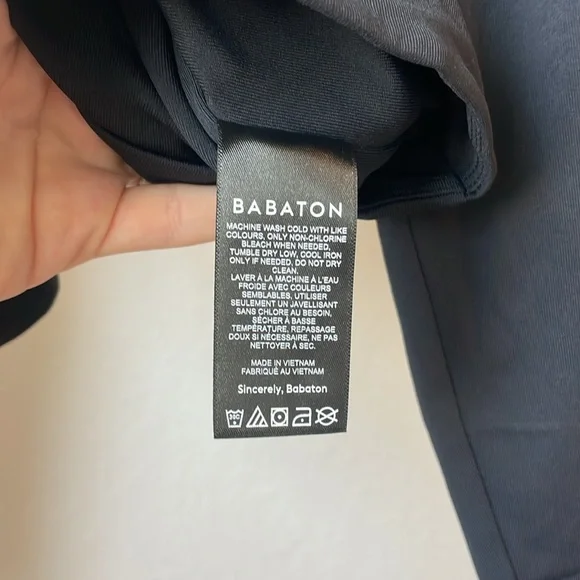 BABATON
MACHINE WASH COLD WITH LIKE
COLOURS, ONLY NON-CHLORINE
BLEACH WHEN NEEDED,
TUMBLE DRY LOW, COOL IRON
ONLY IF NEEDED. DO NOT DRY
CLEAN.
LAVER À LA MACHINE À L'EAU
FROIDE AVEC COULEURS
SEMBLABLES, UTILISER
SEULEMENT UN JAVELLISANT
SANS CHLORE AU BESOIN,
SÉCHER À BASSE
TEMPÉRATURE, REPASSAGE
DOUX SI NÉCESSAIRE, NE PAS
NETTOYER À SEC.
MADE IN VIETNAM
FABRIQUÉ AU VIETNAM
Sincerely, Babaton
30C